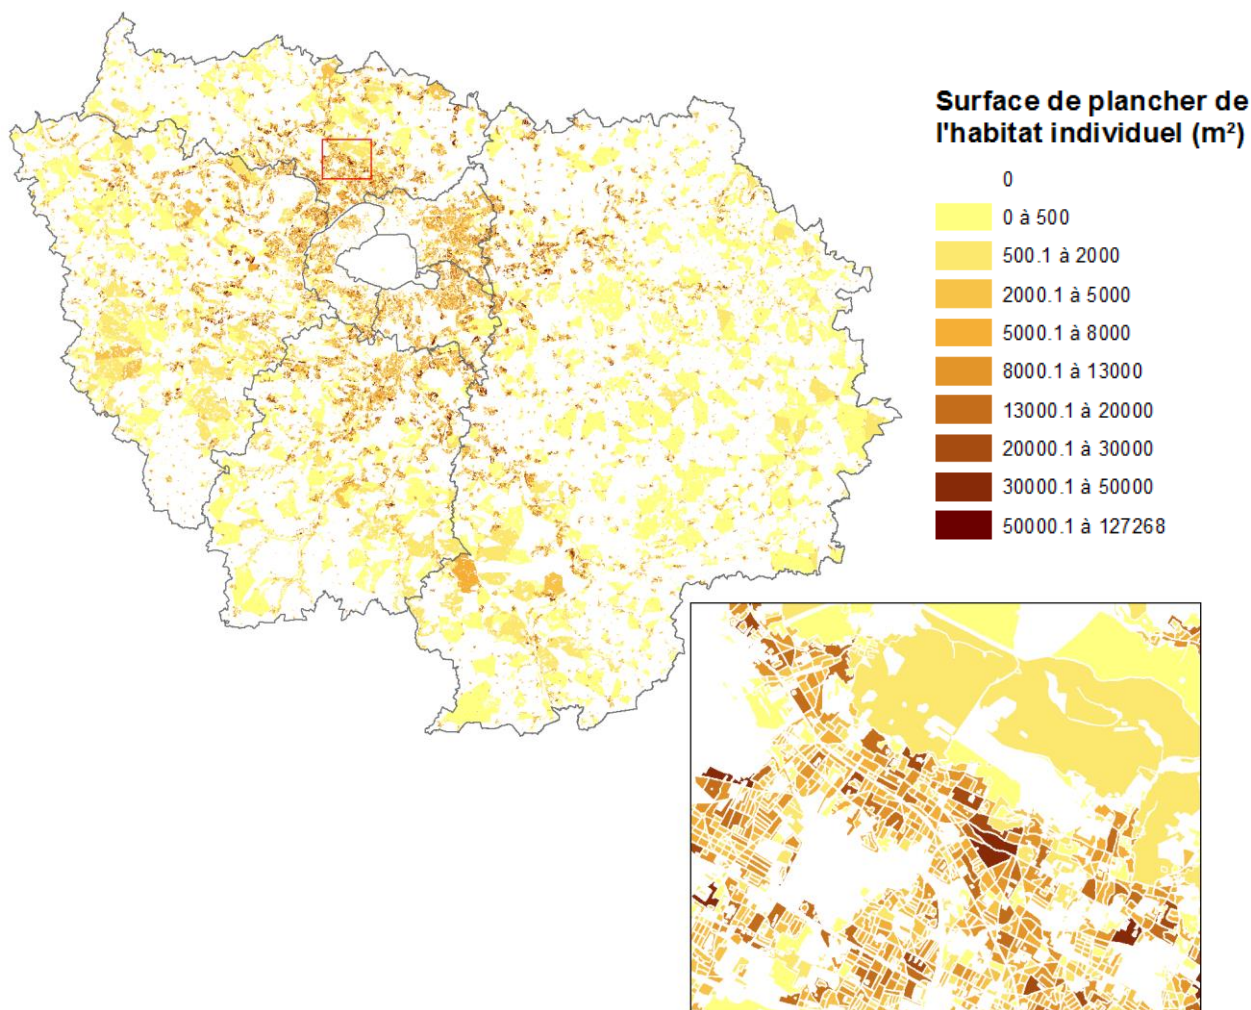 Surface de plancher de
l'habitat individuel (m²)
0
0 à 500
500.1 à 2000
2000.1 à 5000
5000.1 à 8000
8000.1 à 13000
13000.1 à 20000
20000.1 à 30000
30000.1 à 50000
50000.1 à 127268